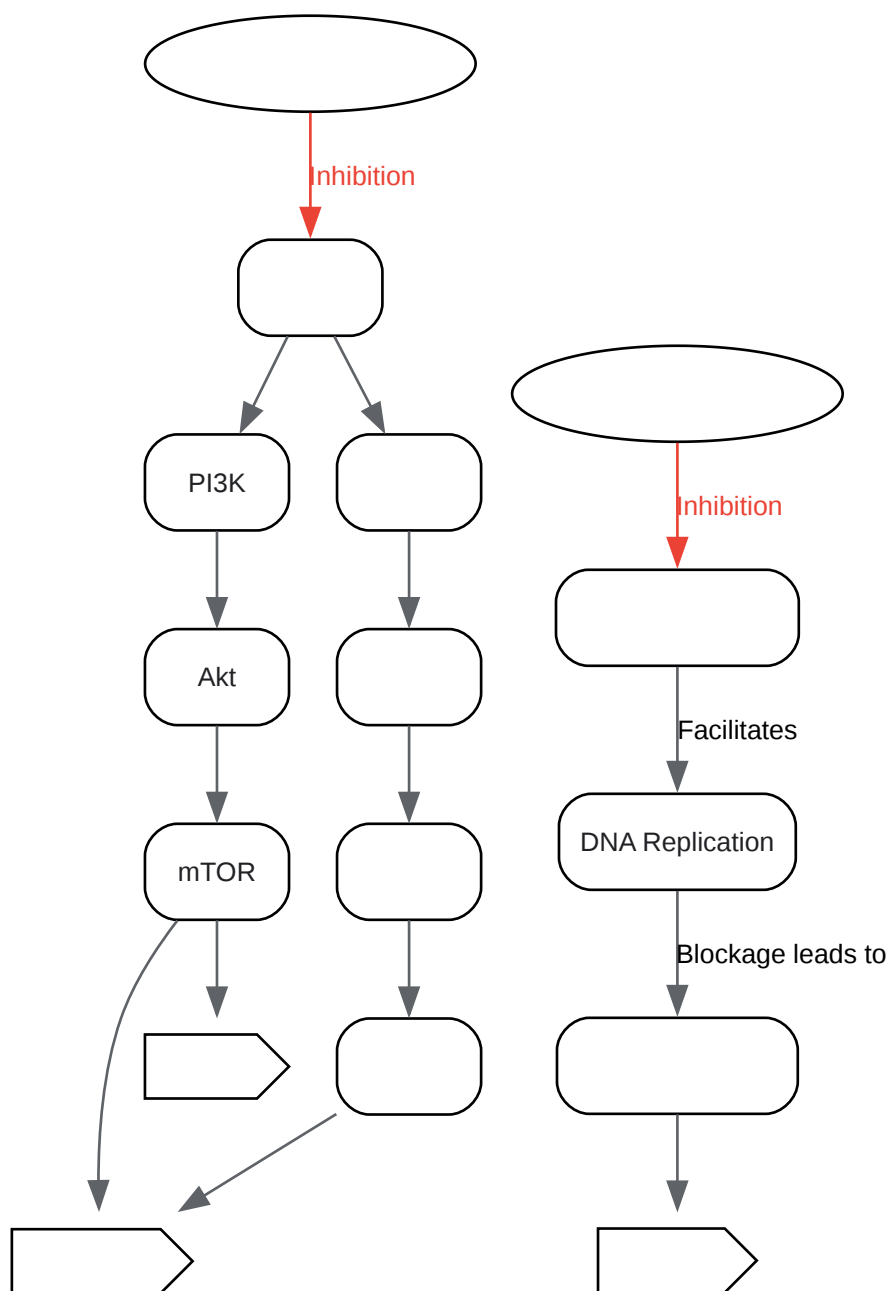 Inhibition
PI3K
Inhibition
Akt
Facilitates
mTOR
DNA Replication
Blockage leads to